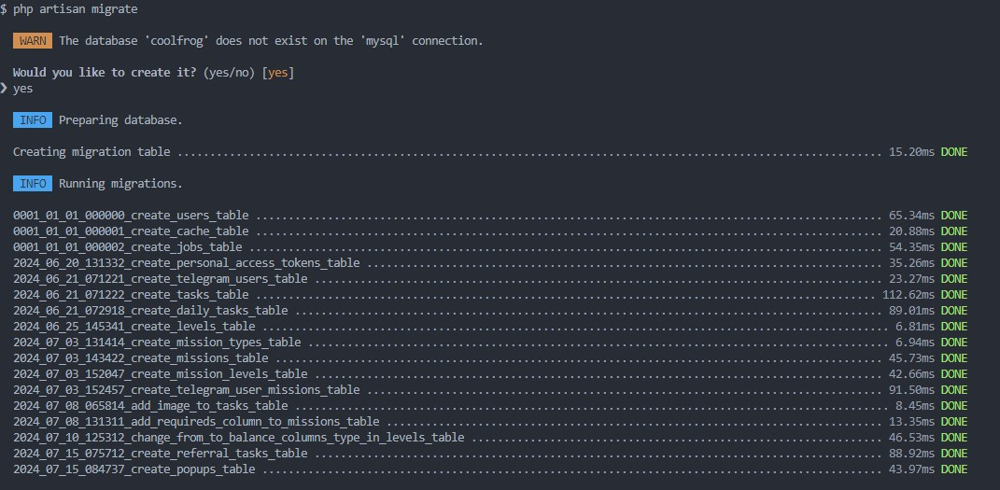 $ php artisan migrate
WARN The database 'coolfrog' does not exist on the 'mysql' connection.
Would you like to create it? (yes/no) [yes]
❯ yes
INFO Preparing database.
Creating migration table ........................................................................................................... 15.20ms DONE
INFO Running migrations.
0001_01_01_000000_create_users_table ............................................................................................... 65.34ms DONE
0001_01_01_000001_create_cache_table ............................................................................................... 20.88ms DONE
0001_01_01_000002_create_jobs_table ................................................................................................ 54.35ms DONE
2024_06_20_131332_create_personal_access_tokens_table .............................................................................. 35.26ms DONE
2024_06_21_071221_create_telegram_users_table ...................................................................................... 23.27ms DONE
2024_06_21_071222_create_tasks_table .............................................................................................. 112.62ms DONE
2024_06_21_072918_create_daily_tasks_table ......................................................................................... 89.01ms DONE
2024_06_25_145341_create_levels_table ............................................................................................... 6.81ms DONE
2024_07_03_131414_create_mission_types_table ........................................................................................ 6.94ms DONE
2024_07_03_143422_create_missions_table ............................................................................................ 45.73ms DONE
2024_07_03_152047_create_mission_levels_table ...................................................................................... 42.66ms DONE
2024_07_03_152457_create_telegram_user_missions_table .............................................................................. 91.50ms DONE
2024_07_08_065814_add_image_to_tasks_table .......................................................................................... 8.45ms DONE
2024_07_08_131311_add_requireds_column_to_missions_table ........................................................................... 13.35ms DONE
2024_07_10_125312_change_from_to_balance_columns_type_in_levels_table .............................................................. 46.53ms DONE
2024_07_15_075712_create_referral_tasks_table ...................................................................................... 88.92ms DONE
2024_07_15_084737_create_popups_table .............................................................................................. 43.97ms DONE